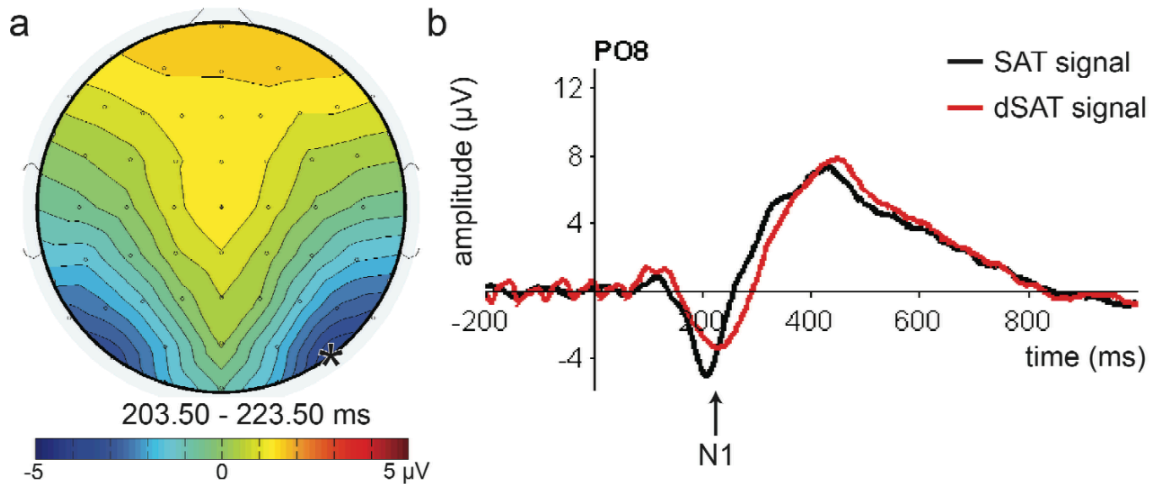 a
203.50 - 223.50 ms
-5 0 5 µV
b
PO8
SAT signal
dSAT signal
amplitude (µV)
12
8
4
-4
-200 200 400 600 800
time (ms)
N1
*